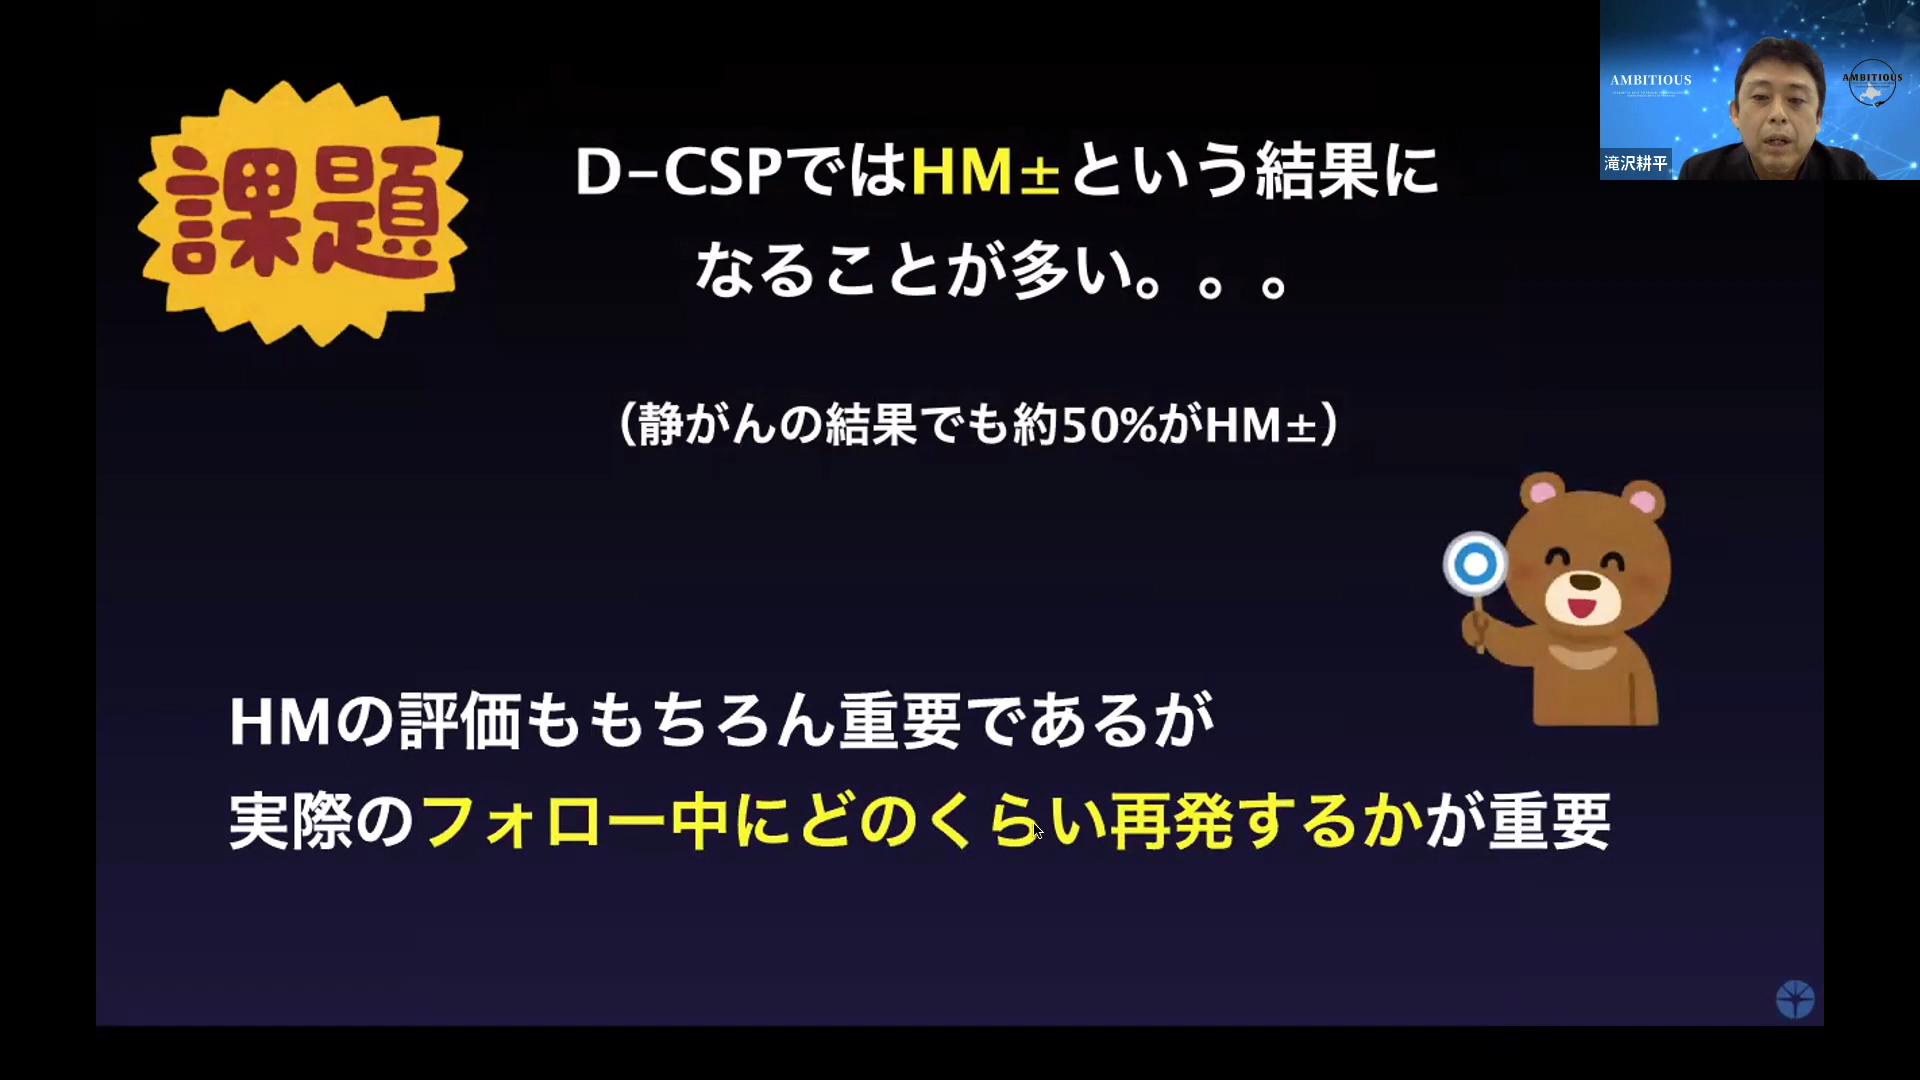 課題
D-CSPではHM±という結果に
なることが多い。。。
（静がんの結果でも約50%がHM±）
HMの評価ももちろん重要であるが
実際のフォロー中にどのくらい再発するかが重要
AMBITIOUS
AMBITIOUS
滝沢耕平